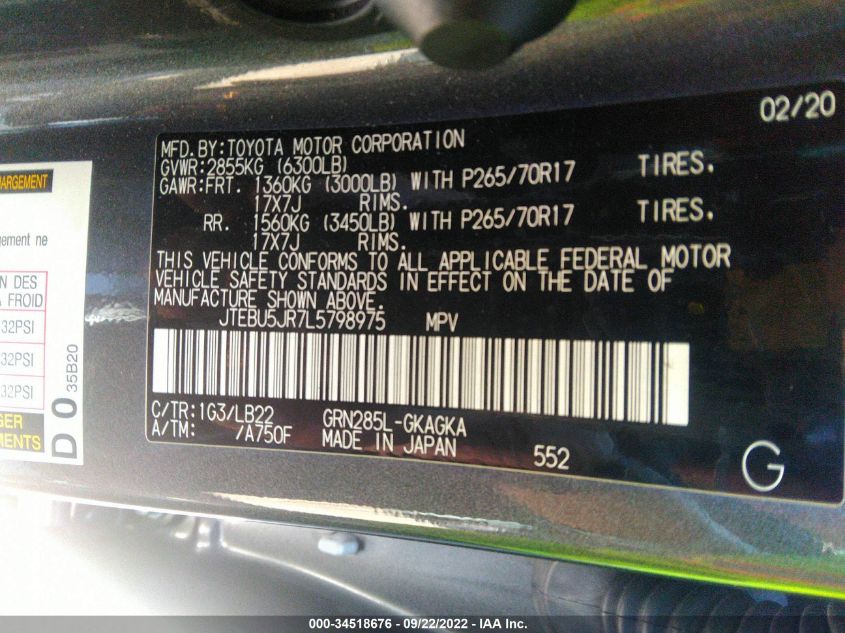 02/20
MFD.BY:TOYOTA MOTOR CORPORATION
GVWR:2855KG (6300LB)
GAWR:FRT. 1360KG (3000LB) WITH P265/70R17 TIRES.
17X7J RIMS.
RR. 1560KG (3450LB) WITH P265/70R17 TIRES.
17X7J RIMS.
THIS VEHICLE CONFORMS TO ALL APPLICABLE FEDERAL MOTOR
VEHICLE SAFETY STANDARDS IN EFFECT ON THE DATE OF
MANUFACTURE SHOWN ABOVE.
JTEBU5JR7L5798975 MPV
C/TR:1G3/LB22 GRN285L-GKAGKA
A/TM: /A750F MADE IN JAPAN 552
G
ARGEMENT
gement ne
N DES
A FROID
32PSI
32PSI
32PSI
GER
MENTS
D 0 35B20
000-34518676 - 09/22/2022 - IAA Inc.